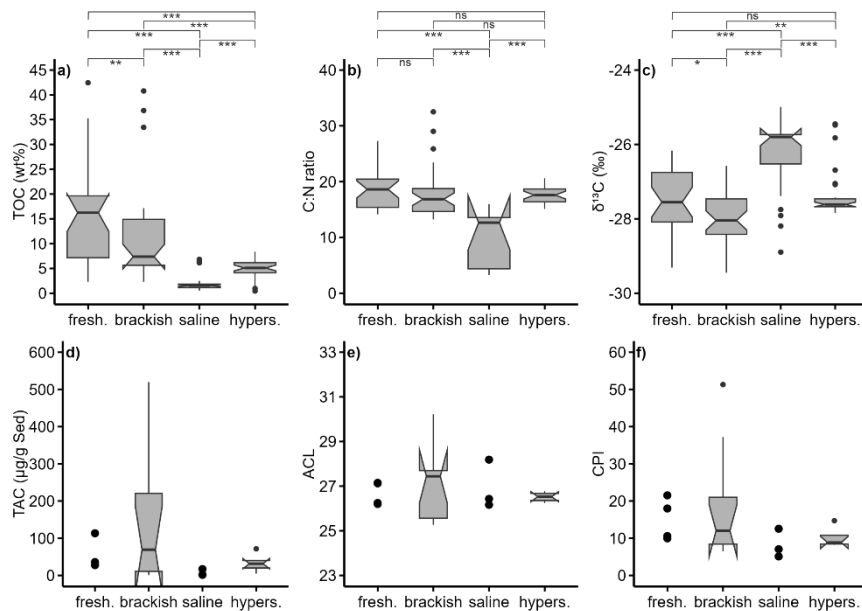 ***
***
***
***
**
***
a)
TOC (wt%)
45
40
35
30
25
20
15
10
5
0
fresh. brackish saline hypers.
ns
ns
***
***
ns
***
b)
C:N ratio
40
30
20
10
0
fresh. brackish saline hypers.
ns
**
***
***
*
***
c)
δ¹³C (‰)
-24
-26
-28
-30
fresh. brackish saline hypers.
d)
TAC (µg/g Sed)
600
500
400
300
200
100
0
fresh. brackish saline hypers.
e)
ACL
33
31
29
27
25
23
fresh. brackish saline hypers.
f)
CPI
60
50
40
30
20
10
0
fresh. brackish saline hypers.